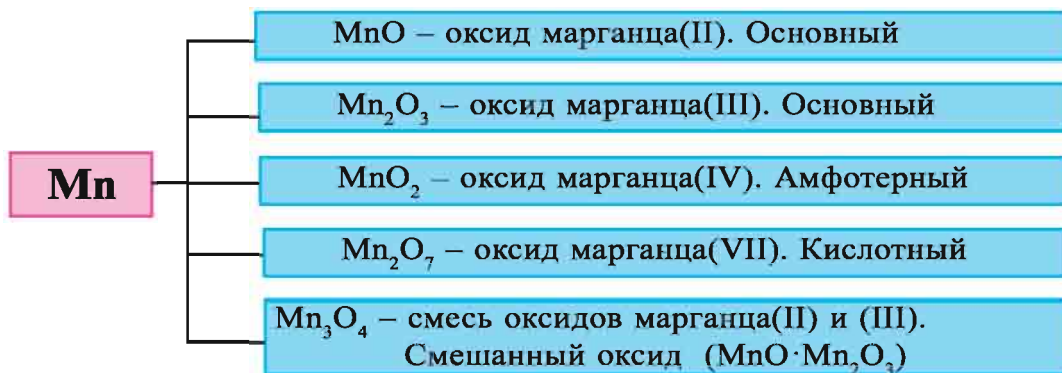 MnO – оксид марганца(II). Основный
Mn₂O₃ – оксид марганца(III). Основный
Mn
MnO₂ – оксид марганца(IV). Амфотерный
Mn₂O₇ – оксид марганца(VII). Кислотный
Mn₃O₄ – смесь оксидов марганца(II) и (III).
Смешанный оксид (MnO·Mn₂O₃)